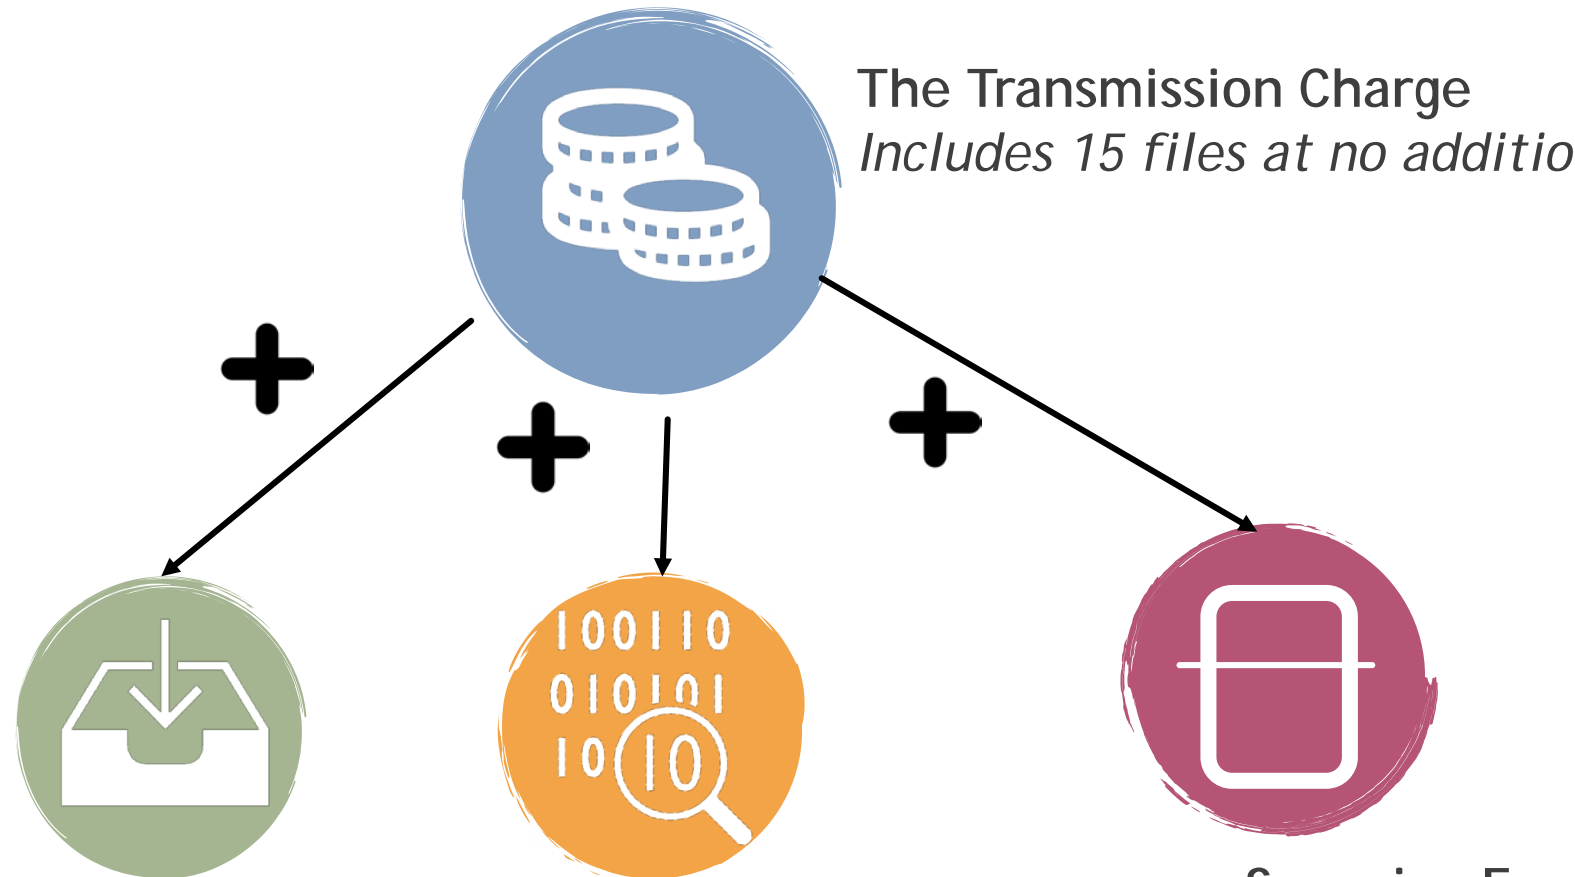 The Transmission Charge
Includes 15 files at no additio
100110
010101
10 10